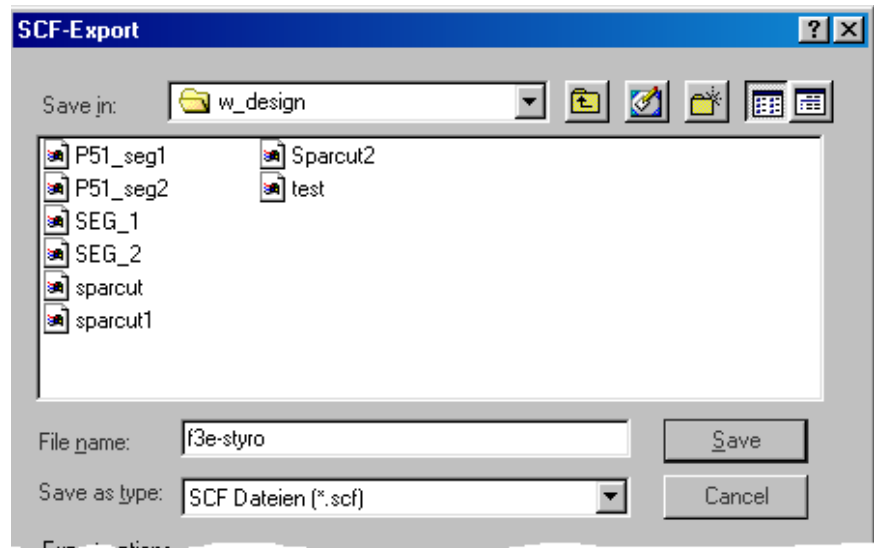 SCF-Export
Save in: w_design
P51_seg1 Sparcut2
P51_seg2 test
SEG_1
SEG_2
sparcut
sparcut1
File name: f3e-styro Save
Save as type: SCF Dateien (*.scf) Cancel